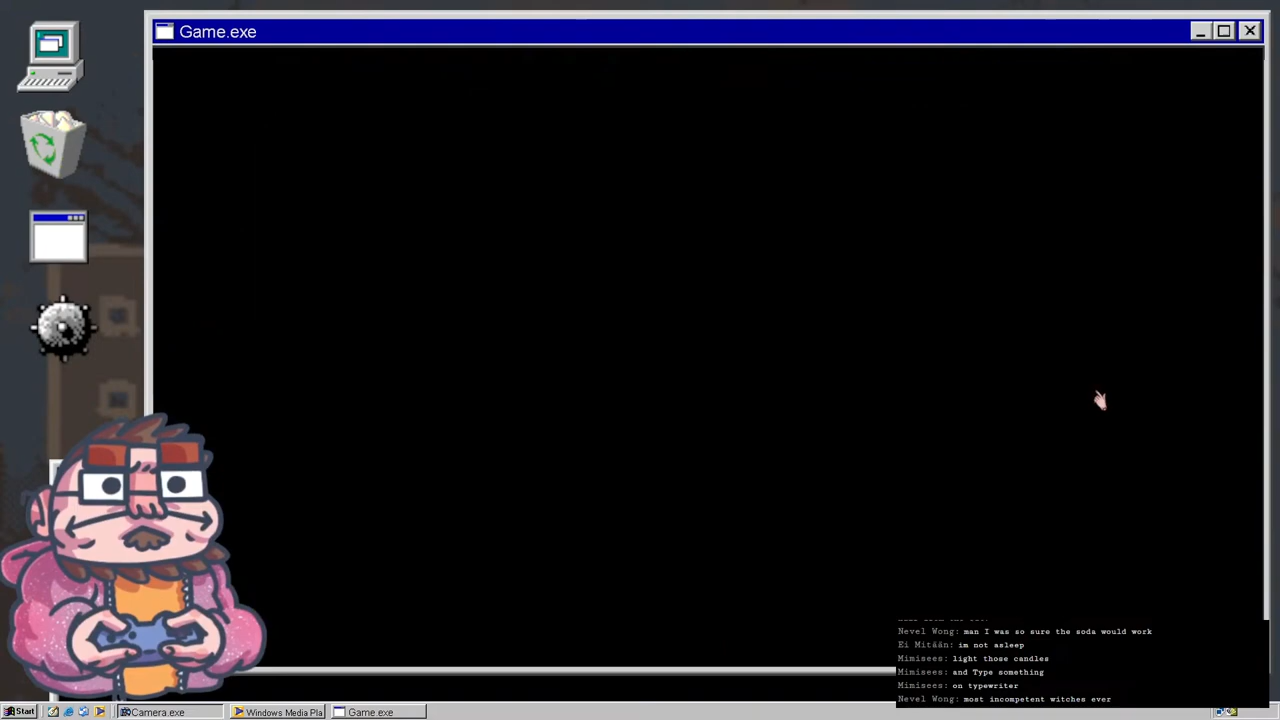 Game.exe
Nevel Wong: man I was so sure the soda would work
Ei Mitään: im not asleep
Mimisees: light those candles
Mimisees: and Type something
Mimisees: on typewriter
Nevel Wong: most incompetent witches ever
Start
Camera.exe
Windows Media Pla
Game.exe